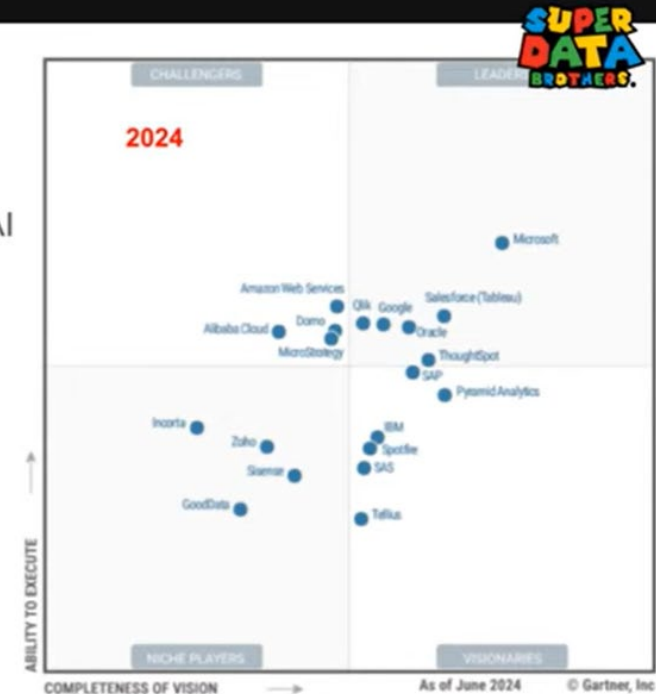 SUPER
DATA
BROTHERS.
CHALLENGERS
LEADERS
2024
AI
Microsoft
Amazon Web Services
Qlik
Google
Salesforce (Tableau)
Alibaba Cloud
Domo
Oracle
MicroStrategy
ThoughtSpot
SAP
Pyramid Analytics
Incorta
IBM
Zoho
Spotfire
Sisense
SAS
GoodData
Tellius
ABILITY TO EXECUTE
NICHE PLAYERS
VISIONARIES
COMPLETENESS OF VISION
As of June 2024
© Gartner, Inc